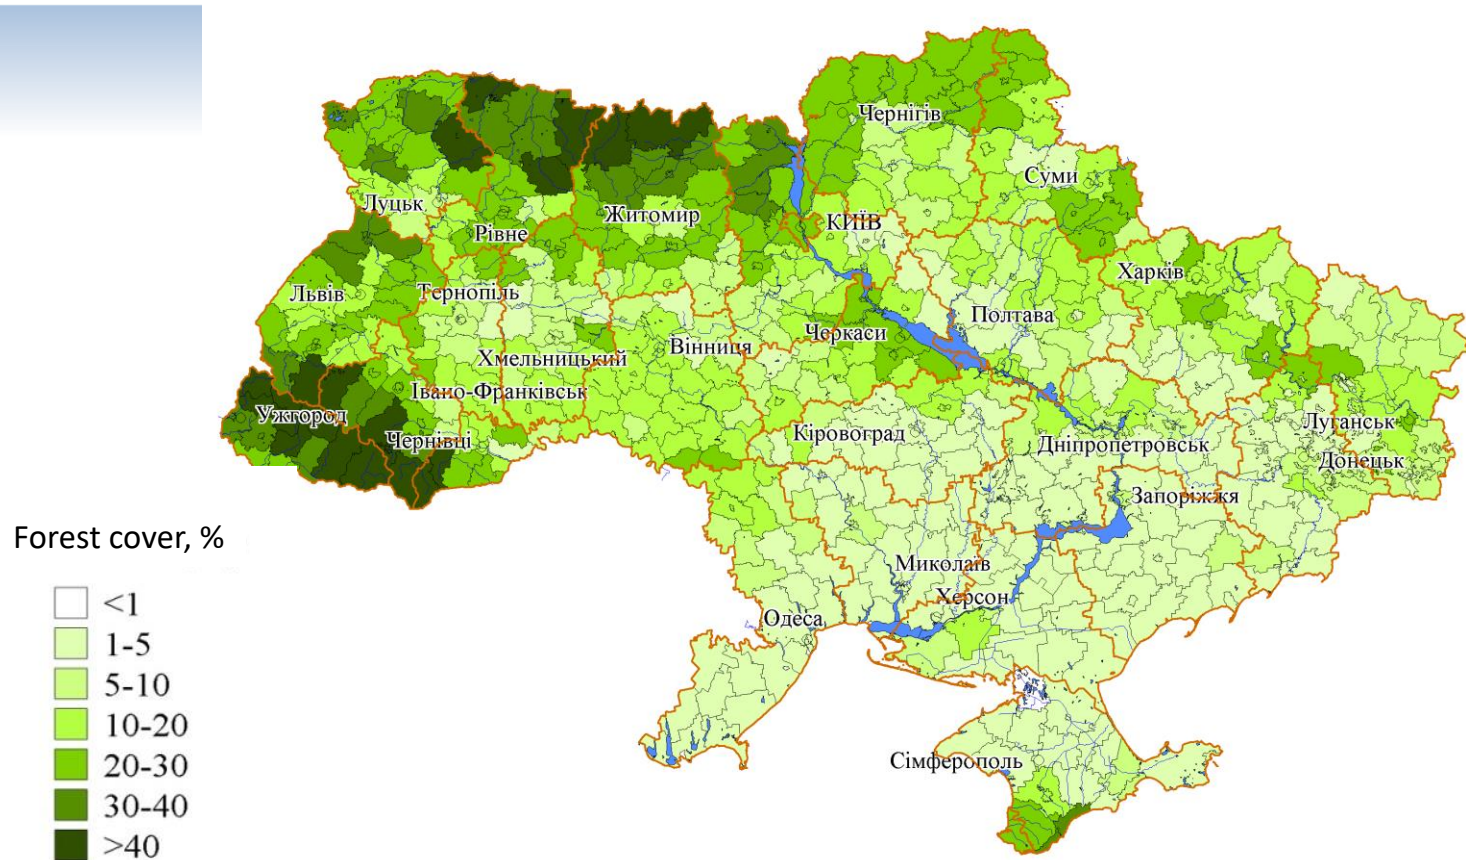 Чернігів
Суми
Луцьк
Житомир
КИЇВ
Рівне
Харків
Львів
Тернопіль
Полтава
Черкаси
Вінниця
Хмельницький
Івано-Франківськ
Ужгород
Чернівці
Кіровоград
Дніпропетровськ
Луганськ
Донецьк
Запоріжжя
Миколаїв
Херсон
Одеса
Сімферополь
Forest cover, %
<1
1-5
5-10
10-20
20-30
30-40
>40